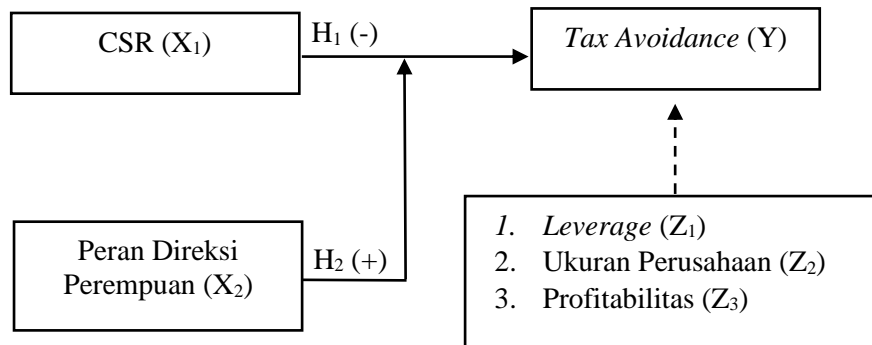 CSR (X₁)
H₁ (-)
Tax Avoidance (Y)
Peran Direksi
Perempuan (X₂)
H₂ (+)
1. Leverage (Z₁)
2. Ukuran Perusahaan (Z₂)
3. Profitabilitas (Z₃)